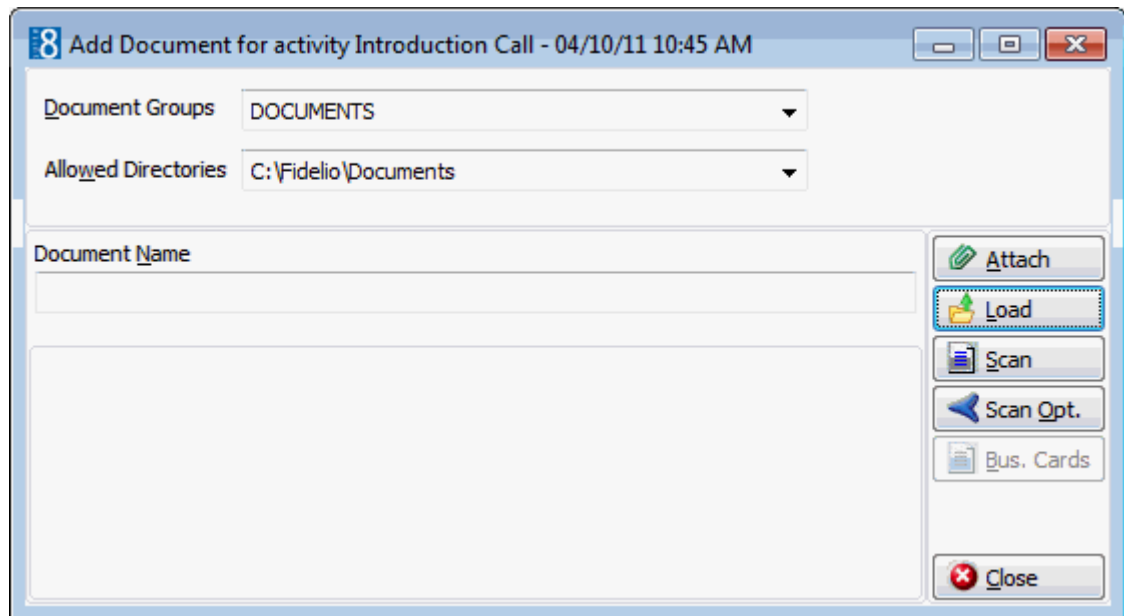 8 Add Document for activity Introduction Call - 04/10/11 10:45 AM
Document Groups DOCUMENTS
Allowed Directories C:\Fidelio\Documents
Document Name
Attach
Load
Scan
Scan Opt.
Bus. Cards
Close